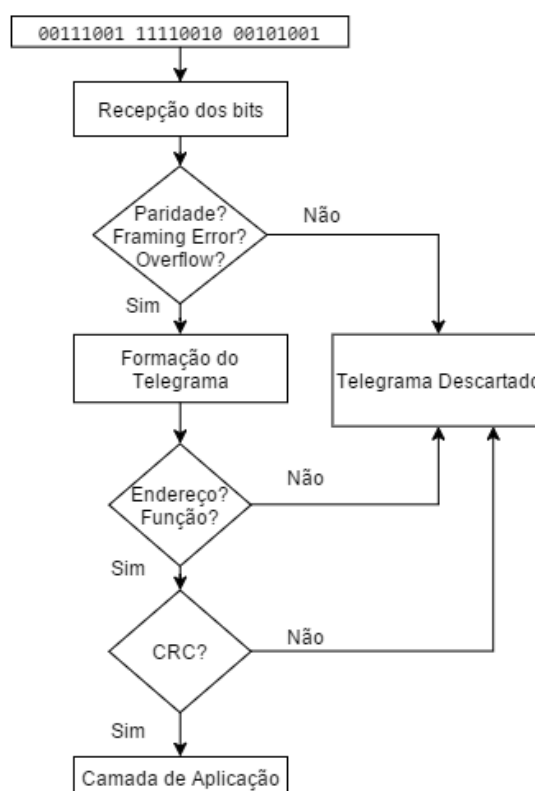 00111001 11110010 00101001
Recepção dos bits
Paridade?
Framing Error?
Overflow?
Não
Sim
Formação do
Telegrama
Telegrama Descartado
Endereço?
Função?
Não
Sim
CRC?
Não
Sim
Camada de Aplicação